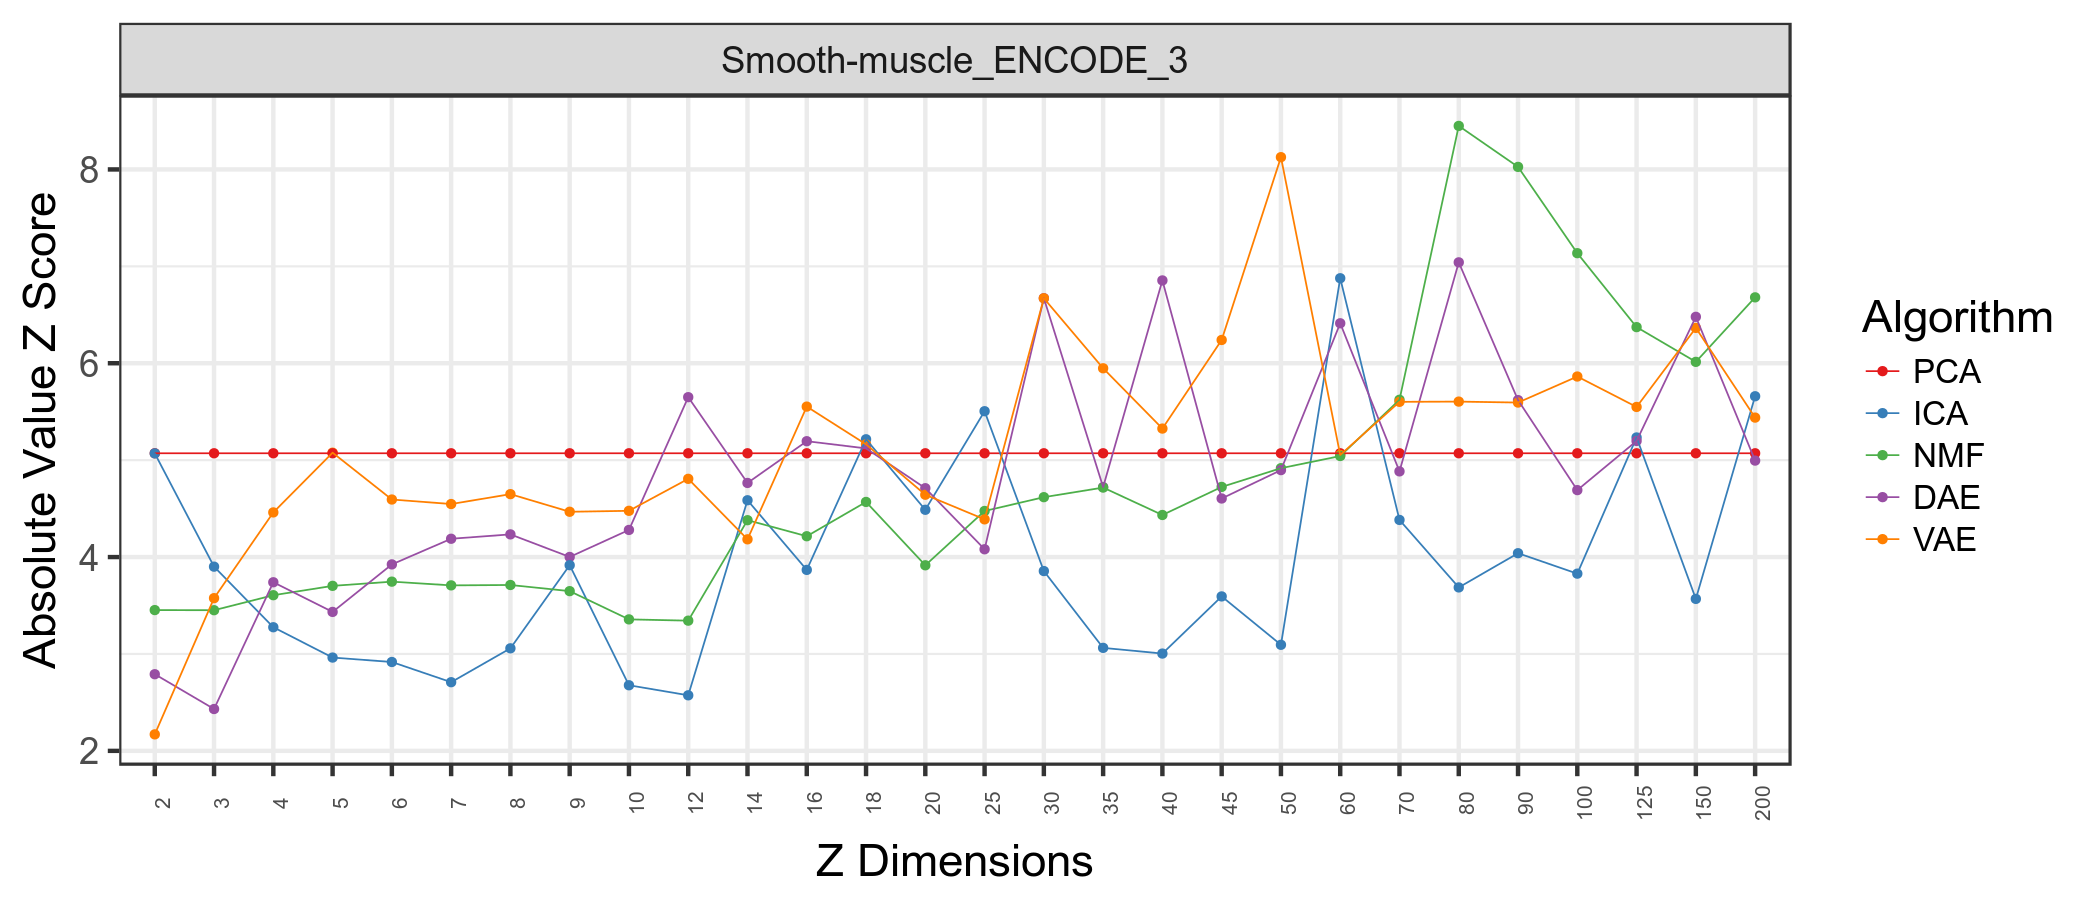 Smooth-muscle_ENCODE_3
Absolute Value Z Score
8
6
4
2
2 3 4 5 6 7 8 9 10 12 14 16 18 20 25 30 35 40 45 50 60 70 80 90 100 125 150 200
Z Dimensions
Algorithm
PCA
ICA
NMF
DAE
VAE